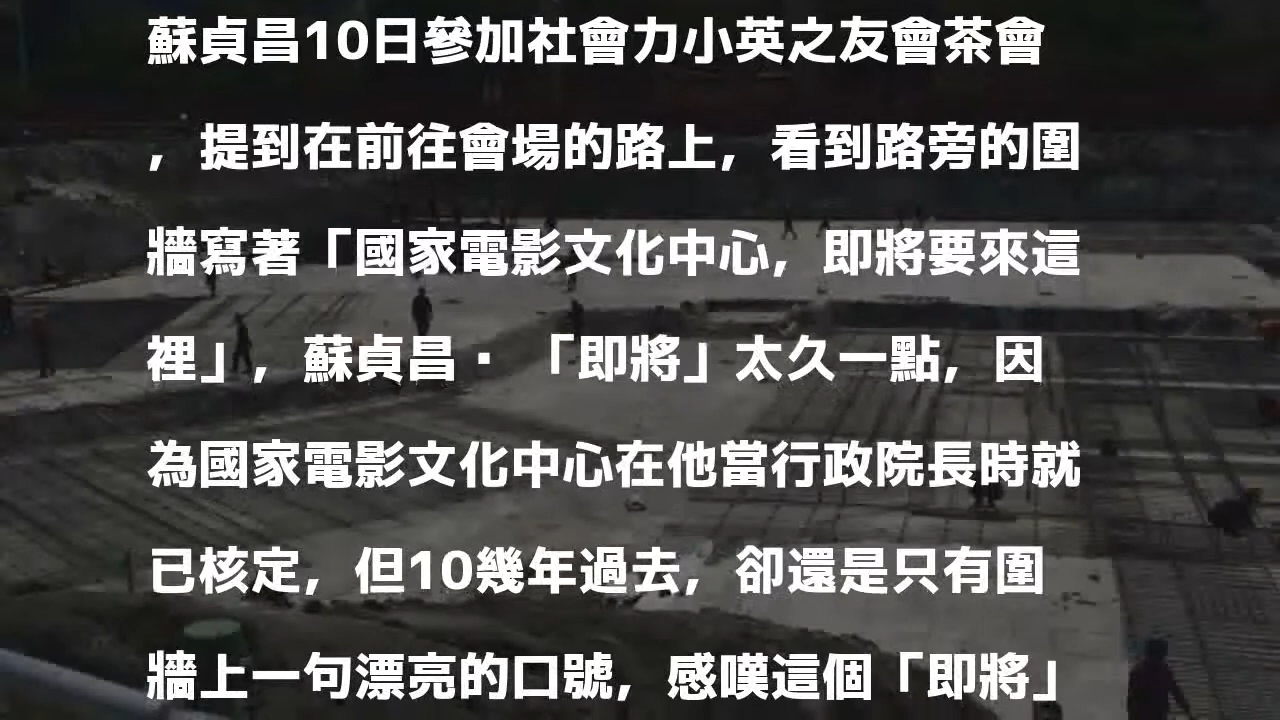 蘇貞昌10日參加社會力小英之友會茶會
，提到在前往會場的路上，看到路旁的圍
牆寫著「國家電影文化中心，即將要來這
裡」，蘇貞昌· 「即將」太久一點，因
為國家電影文化中心在他當行政院長時就
已核定，但10幾年過去，卻還是只有圍
牆上一句漂亮的口號，感嘆這個「即將」